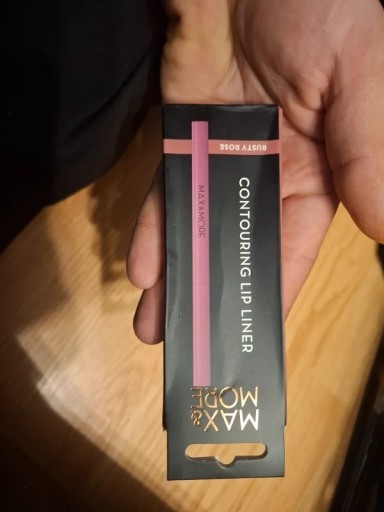 MAX&
MORE
CONTOURING LIP LINER
MAX&MORE
RUSTY ROSE